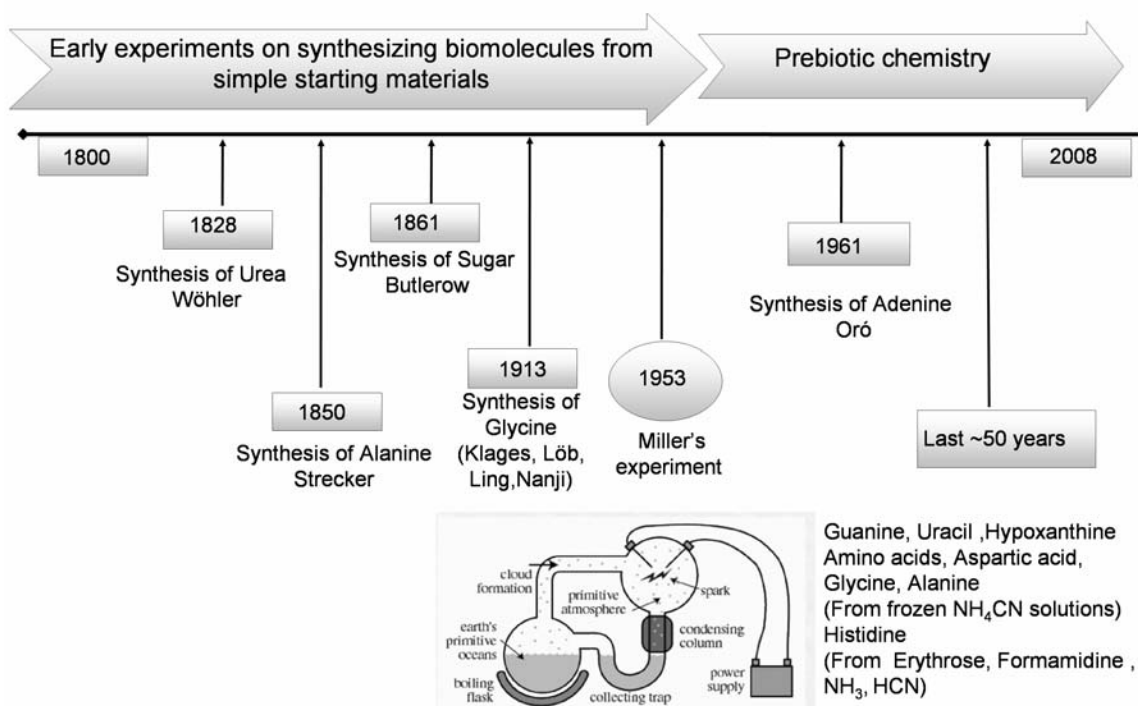 Early experiments on synthesizing biomolecules from
simple starting materials
Prebiotic chemistry
1800
2008
1828
Synthesis of Urea
Wöhler
1850
Synthesis of Alanine
Strecker
1861
Synthesis of Sugar
Butlerow
1913
Synthesis of
Glycine
(Klages, Löb,
Ling,Nanji)
1953
Miller's
experiment
1961
Synthesis of Adenine
Oró
Last ~50 years
Guanine, Uracil ,Hypoxanthine
Amino acids, Aspartic acid,
Glycine, Alanine
(From frozen NH₄CN solutions)
Histidine
(From Erythrose, Formamidine ,
NH₃, HCN)
cloud
formation
primitive
atmosphere
spark
earth's
primitive
oceans
condensing
column
boiling
flask
collecting trap
power
supply